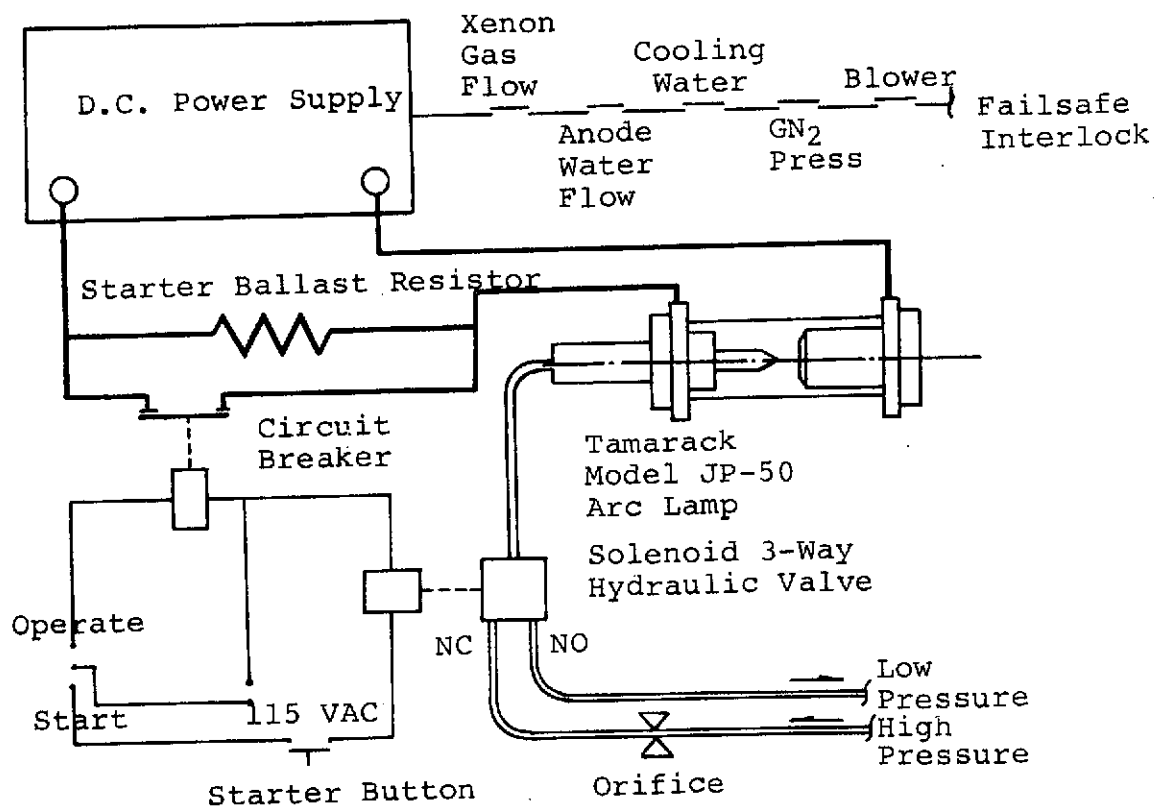 Xenon
Gas
Flow
Cooling
Water
Blower
D.C. Power Supply
Failsafe
Interlock
Anode
Water
Flow
GN₂
Press
Starter Ballast Resistor
Circuit
Breaker
Tamarack
Model JP-50
Arc Lamp
Solenoid 3-Way
Hydraulic Valve
Operate
NC
NO
Low
Pressure
Start
115 VAC
High
Pressure
Orifice
Starter Button